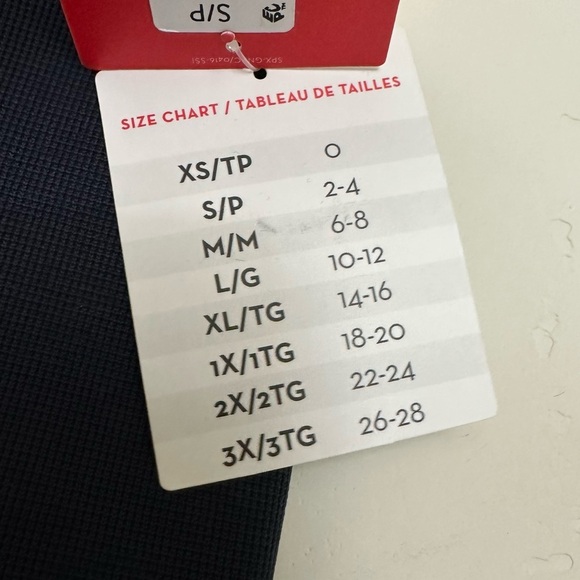 S/P
SIZE CHART / TABLEAU DE TAILLES
XS/TP 0
S/P 2-4
M/M 6-8
L/G 10-12
XL/TG 14-16
1X/1TG 18-20
2X/2TG 22-24
3X/3TG 26-28